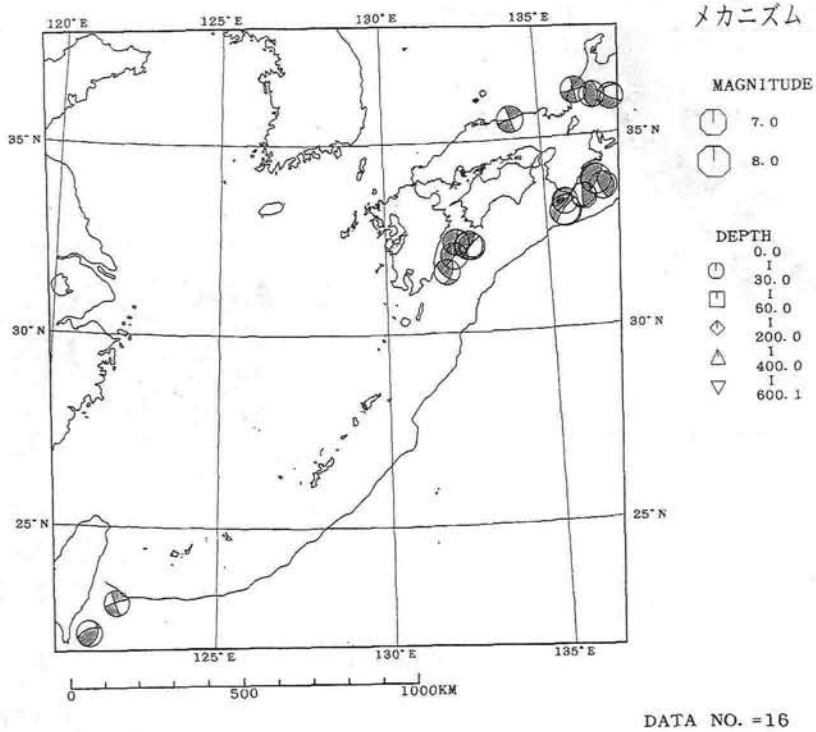 120°E
125°E
130°E
135°E
メカニズム
MAGNITUDE
7.0
8.0
35°N
35°N
DEPTH
0.0
I
30.0
I
60.0
I
200.0
I
400.0
I
600.1
30°N
30°N
25°N
25°N
125°E
130°E
135°E
0
500
1000KM
DATA NO.=16